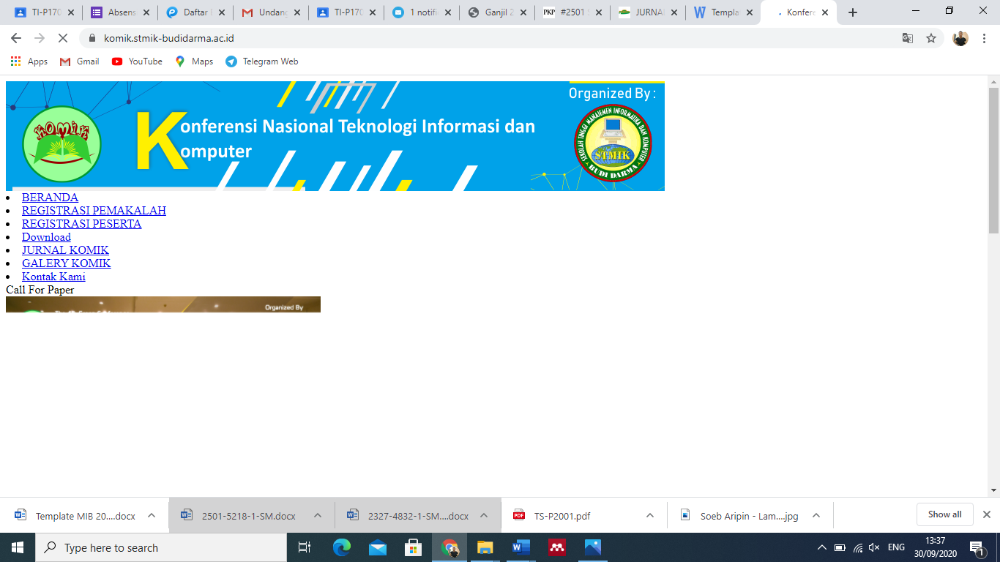 TI-P170
Absens
Daftar
Undang
TI-P170
1 notifi
Ganjil 2
PKP #2501
JURNA
Templa
Konfere
komik.stmik-budidarma.ac.id
Apps Gmail YouTube Maps Telegram Web
KOMIK
Konferensi Nasional Teknologi Informasi dan
Komputer
Organized By :
SEKOLAH TINGGI MANAJEMEN INFORMATIKA DAN KOMPUTER
STMIK
BUDI DARMA
BERANDA
REGISTRASI PEMAKALAH
REGISTRASI PESERTA
Download
JURNAL KOMIK
GALERY KOMIK
Kontak Kami
Call For Paper
Organized By
Template MIB 20....docx
2501-5218-1-SM.docx
2327-4832-1-SM....docx
PDF TS-P2001.pdf
Soeb Aripin - Lam....jpg
Show all
Type here to search
ENG
13:37
30/09/2020
1